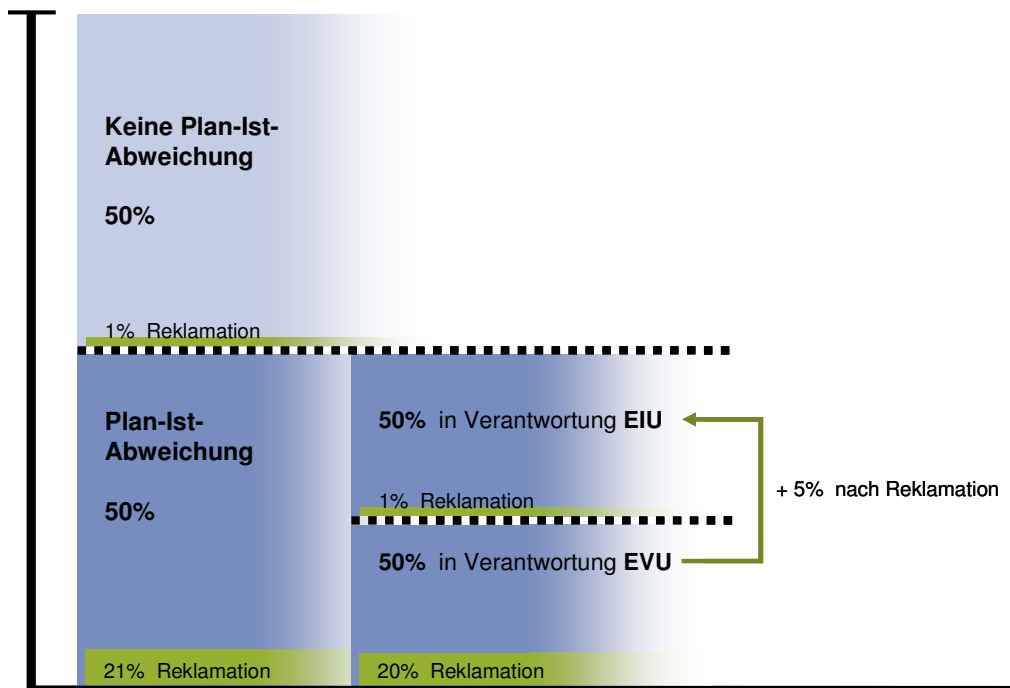 Keine Plan-Ist-
Abweichung
50%
1% Reklamation
Plan-Ist-
Abweichung
50%
21% Reklamation
50% in Verantwortung EIU
1% Reklamation
50% in Verantwortung EVU
20% Reklamation
+ 5% nach Reklamation